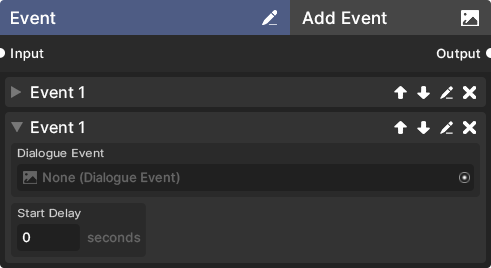 Event
Add Event
Input
Output
Event 1
Event 1
Dialogue Event
None (Dialogue Event)
Start Delay
0 seconds